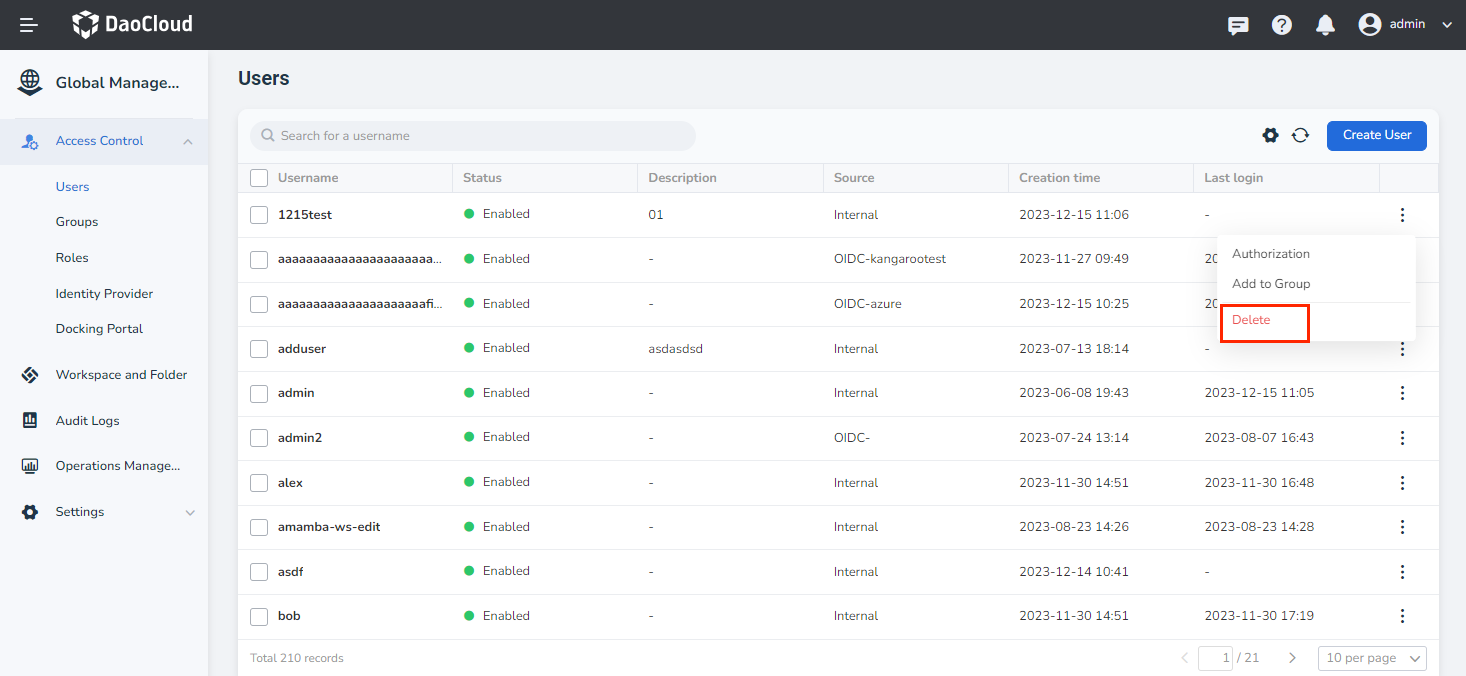 DaoCloud
admin
Global Manage...
Access Control
Users
Groups
Roles
Identity Provider
Docking Portal
Workspace and Folder
Audit Logs
Operations Manage...
Settings
Users
Search for a username
Create User
Username Status Description Source Creation time Last login
1215test Enabled 01 Internal 2023-12-15 11:06 -
aaaaaaaaaaaaaaaaaaaaaa... Enabled - OIDC-kangarootest 2023-11-27 09:49 20
aaaaaaaaaaaaaaaaaaaaafi... Enabled - OIDC-azure 2023-12-15 10:25 20
adduser Enabled asdasdsd Internal 2023-07-13 18:14 -
admin Enabled - Internal 2023-06-08 19:43 2023-12-15 11:05
admin2 Enabled - OIDC- 2023-07-24 13:14 2023-08-07 16:43
alex Enabled - Internal 2023-11-30 14:51 2023-11-30 16:48
amamba-ws-edit Enabled - Internal 2023-08-23 14:26 2023-08-23 14:28
asdf Enabled - Internal 2023-12-14 10:41 -
bob Enabled - Internal 2023-11-30 14:51 2023-11-30 17:19
Authorization
Add to Group
Delete
Total 210 records
1 / 21
10 per page